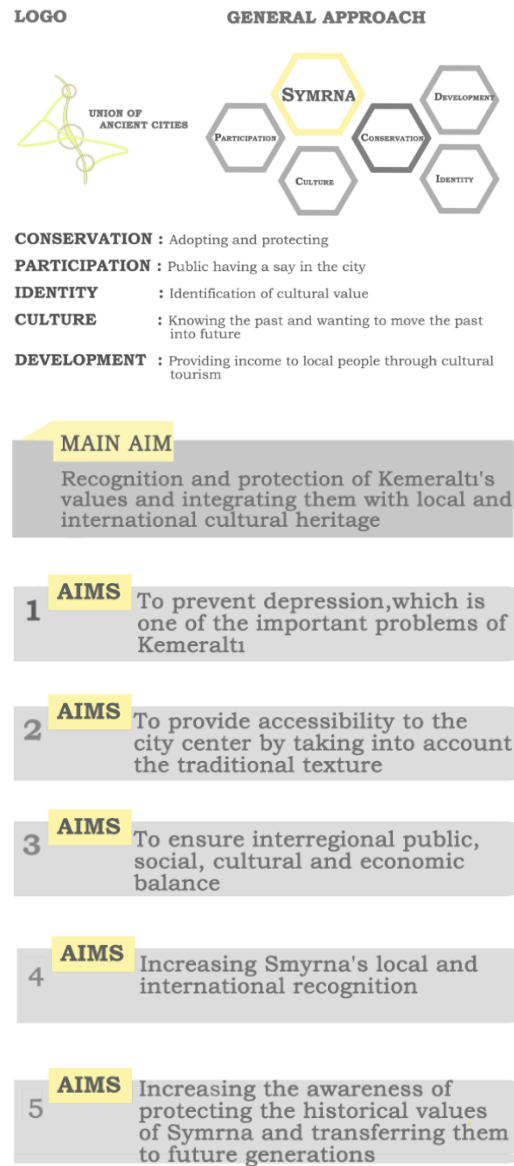 LOGO
GENERAL APPROACH
UNION OF
ANCIENT CITIES
SYMRNA
DEVELOPMENT
PARTICIPATION
CONSERVATION
CULTURE
IDENTITY
CONSERVATION : Adopting and protecting
PARTICIPATION : Public having a say in the city
IDENTITY : Identification of cultural value
CULTURE : Knowing the past and wanting to move the past
into future
DEVELOPMENT : Providing income to local people through cultural
tourism
MAIN AIM
Recognition and protection of Kemeraltı's
values and integrating them with local and
international cultural heritage
1 AIMS
To prevent depression,which is
one of the important problems of
Kemeraltı
2 AIMS
To provide accessibility to the
city center by taking into account
the traditional texture
3 AIMS
To ensure interregional public,
social, cultural and economic
balance
4 AIMS
Increasing Smyrna's local and
international recognition
5 AIMS
Increasing the awareness of
protecting the historical values
of Symrna and transferring them
to future generations